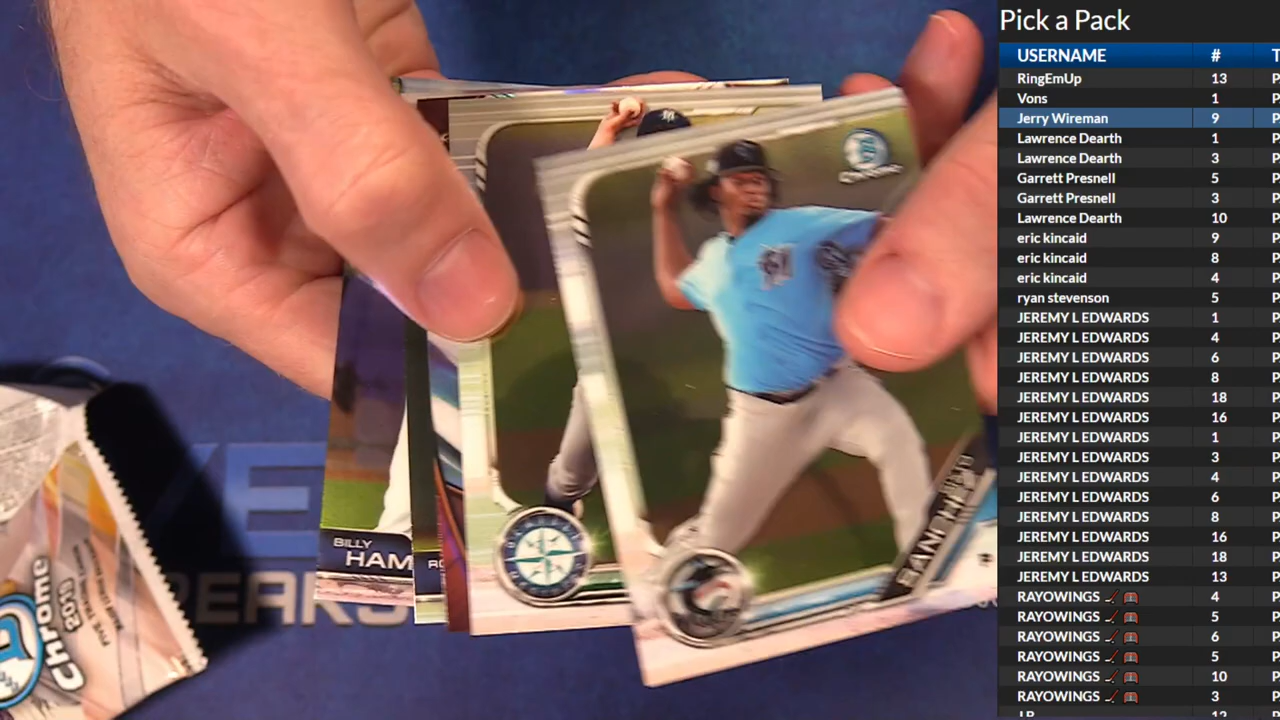 Pick a Pack
USERNAME # T
RingEmUp 13 P
Vons 1 P
Jerry Wireman 9 P
Lawrence Dearth 1 P
Lawrence Dearth 3 P
Garrett Presnell 5 P
Garrett Presnell 3 P
Lawrence Dearth 10 P
eric kincaid 9 P
eric kincaid 8 P
eric kincaid 4 P
ryan stevenson 5 P
JEREMY L EDWARDS 1 P
JEREMY L EDWARDS 4 P
JEREMY L EDWARDS 6 P
JEREMY L EDWARDS 8 P
JEREMY L EDWARDS 18 P
JEREMY L EDWARDS 16 P
JEREMY L EDWARDS 1 P
JEREMY L EDWARDS 3 P
JEREMY L EDWARDS 4 P
JEREMY L EDWARDS 6 P
JEREMY L EDWARDS 8 P
JEREMY L EDWARDS 16 P
JEREMY L EDWARDS 18 P
JEREMY L EDWARDS 13 P
RAYOWINGS 4 P
RAYOWINGS 5 P
RAYOWINGS 6 P
RAYOWINGS 5 P
RAYOWINGS 10 P
RAYOWINGS 3 P
BILLY
HAM
Chrome
2019